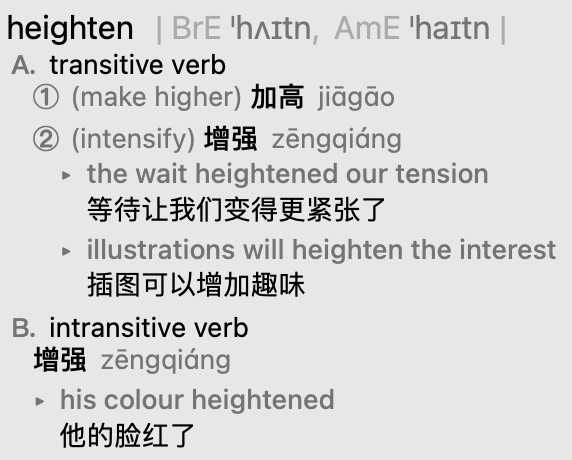 heighten | BrE ˈhʌɪtn, AmE ˈhaɪtn |
A. transitive verb
① (make higher) 加高 jiāgāo
② (intensify) 增强 zēngqiáng
▸ the wait heightened our tension
等待让我们变得更紧张了
▸ illustrations will heighten the interest
插图可以增加趣味
B. intransitive verb
增强 zēngqiáng
▸ his colour heightened
他的脸红了